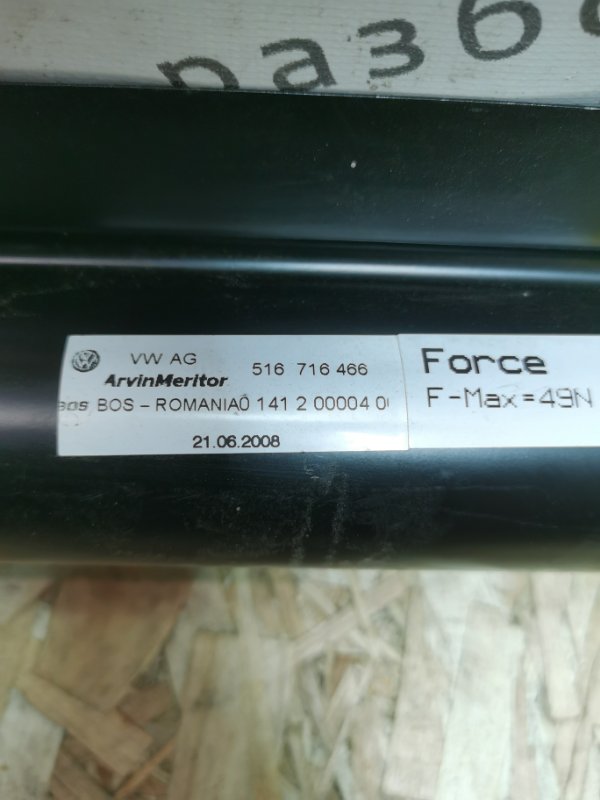 разб
VW AG
ArvinMeritor
516 716 466
BOS BOS - ROMANIA0 141 2 00004 0
21.06.2008
Force
F-Max=49N